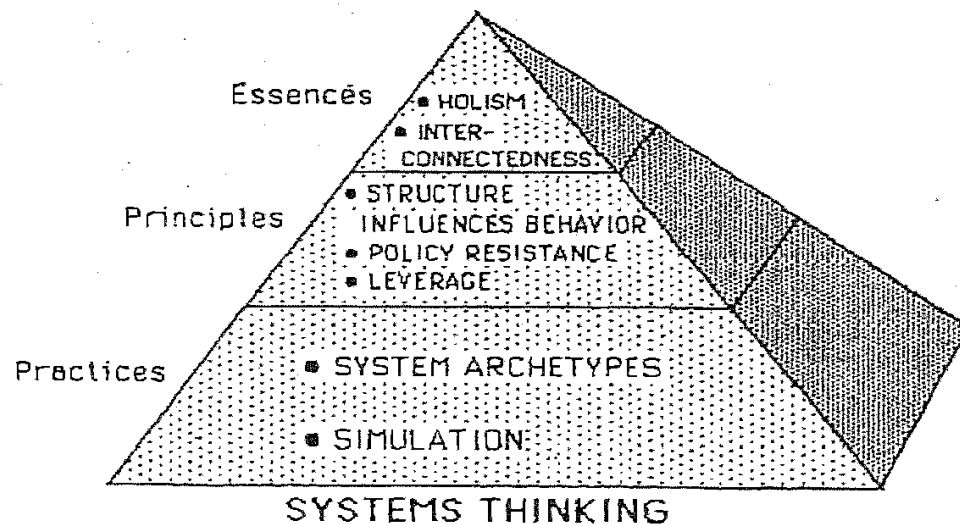 Essences
• HOLISM
• INTER-
CONNECTEDNESS
Principles
• STRUCTURE
INFLUENCES BEHAVIOR
• POLICY RESISTANCE
• LEVERAGE
Practices
• SYSTEM ARCHETYPES
• SIMULATION
SYSTEMS THINKING